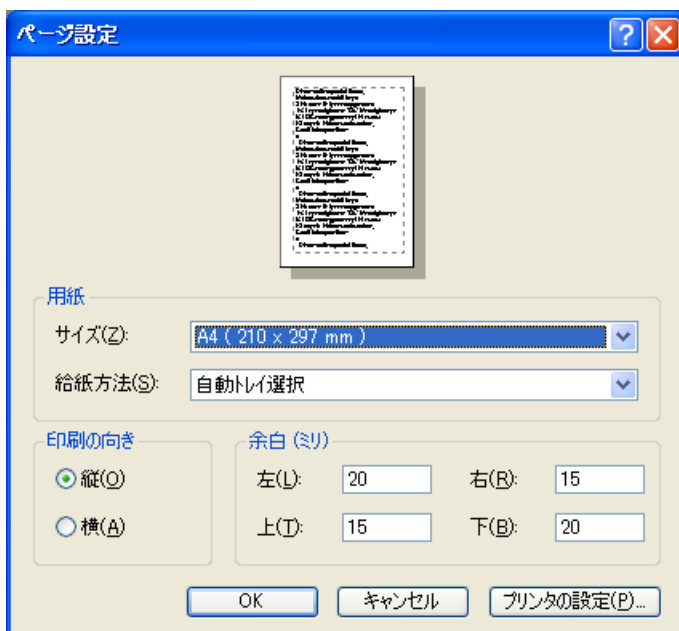 ページ設定
用紙
サイズ(Z):
A4 ( 210 x 297 mm )
給紙方法(S):
自動トレイ選択
印刷の向き
余白 (ミリ)
縦(O)
左(L): 20 右(R): 15
横(A)
上(T): 15 下(B): 20
OK キャンセル プリンタの設定(P)...